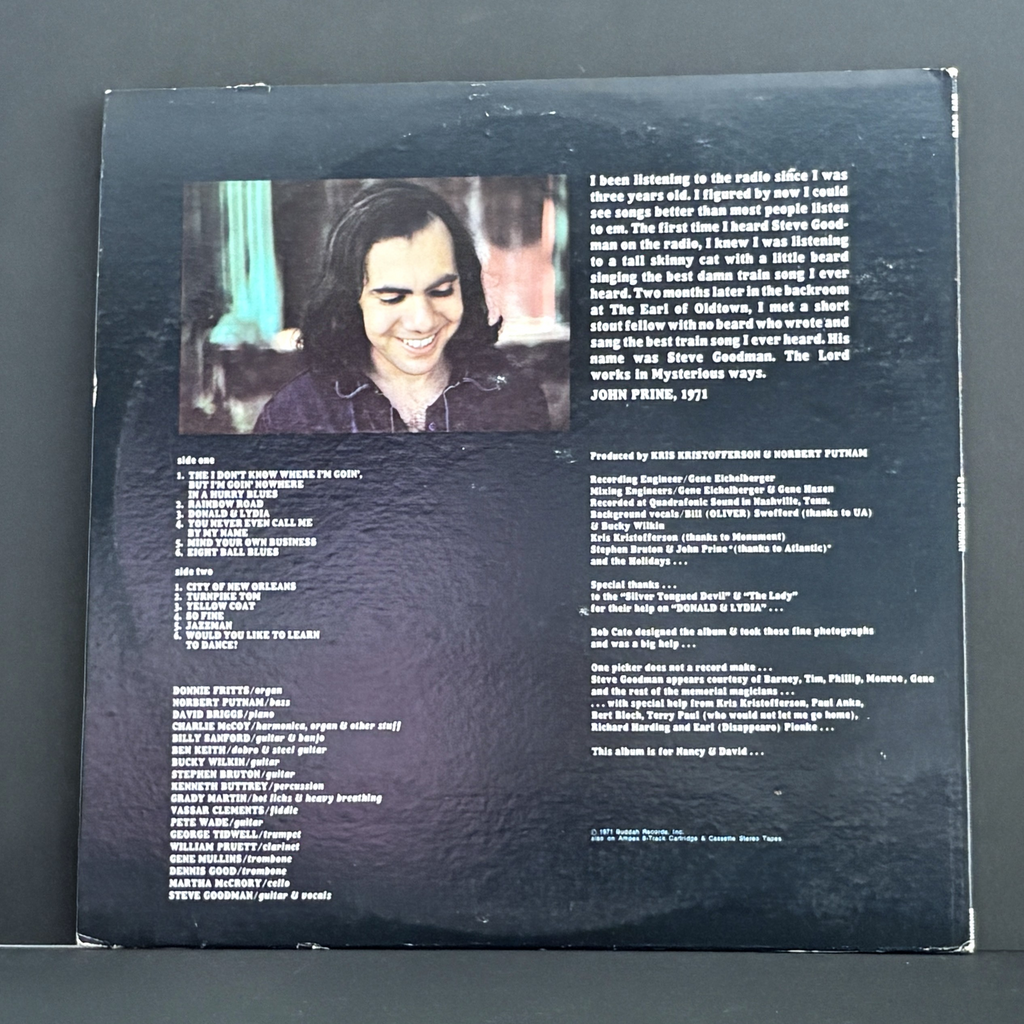 I been listening to the radio since I was
three years old. I figured by now I could
see songs better than most people listen
to em. The first time I heard Steve Good-
man on the radio, I knew I was listening
to a tall skinny cat with a little beard
singing the best damn train song I ever
heard. Two months later in the backroom
at The Earl of Oldtown, I met a short
stout fellow with no beard who wrote and
sang the best train song I ever heard. His
name was Steve Goodman. The Lord
works in Mysterious ways.
JOHN PRINE, 1971
side one
1. THE I DON'T KNOW WHERE I'M GOIN',
BUT I'M GOIN' NOWHERE
IN A HURRY BLUES
2. RAINBOW ROAD
3. DONALD & LYDIA
4. YOU NEVER EVEN CALL ME
BY MY NAME
5. MIND YOUR OWN BUSINESS
6. EIGHT BALL BLUES
side two
1. CITY OF NEW ORLEANS
2. TURNPIKE TOM
3. YELLOW COAT
4. SO FINE
5. JAZZMAN
6. WOULD YOU LIKE TO LEARN
TO DANCE?
DONNIE FRITTS/organ
NORBERT PUTNAM/bass
DAVID BRIGGS/piano
CHARLIE McCOY/harmonica, organ & other stuff
BILLY SANFORD/guitar & banjo
BEN KEITH/dobro & steel guitar
BUCKY WILKIN/guitar
STEPHEN BRUTON/guitar
KENNETH BUTTREY/percussion
GRADY MARTIN/hot licks & heavy breathing
VASSAR CLEMENTS/fiddle
PETE WADE/guitar
GEORGE TIDWELL/trumpet
WILLIAM PRUETT/clarinet
GENE MULLINS/trombone
DENNIS GOOD/trombone
MARTHA McCRORY/cello
STEVE GOODMAN/guitar & vocals
Produced by KRIS KRISTOFFERSON & NORBERT PUTNAM
Recording Engineer/Gene Eichelberger
Mixing Engineers/Gene Eichelberger & Gene Hazen
Recorded at Quadrafonic Sound in Nashville, Tenn.
Background vocals/Bill (OLIVER) Swofford (thanks to UA)
& Bucky Wilkin
Kris Kristofferson (thanks to Monument)
Stephen Bruton & John Prine*(thanks to Atlantic)*
and the Holidays . . .
Special thanks . . .
to the "Silver Tongued Devil" & "The Lady"
for their help on "DONALD & LYDIA" . . .
Bob Cato designed the album & took those fine photographs
and was a big help . . .
One picker does not a record make . . .
Steve Goodman appears courtesy of Barney, Tim, Phillip, Monroe, Gene
and the rest of the memorial magicians . . .
. . . with special help from Kris Kristofferson, Paul Anka,
Bert Block, Terry Paul (who would not let me go home),
Richard Harding and Earl (Disappearo) Pionke . . .
This album is for Nancy & David . . .
© 1971 Buddah Records, Inc.
also on Ampex 8-Track Cartridge & Cassette Stereo Tapes